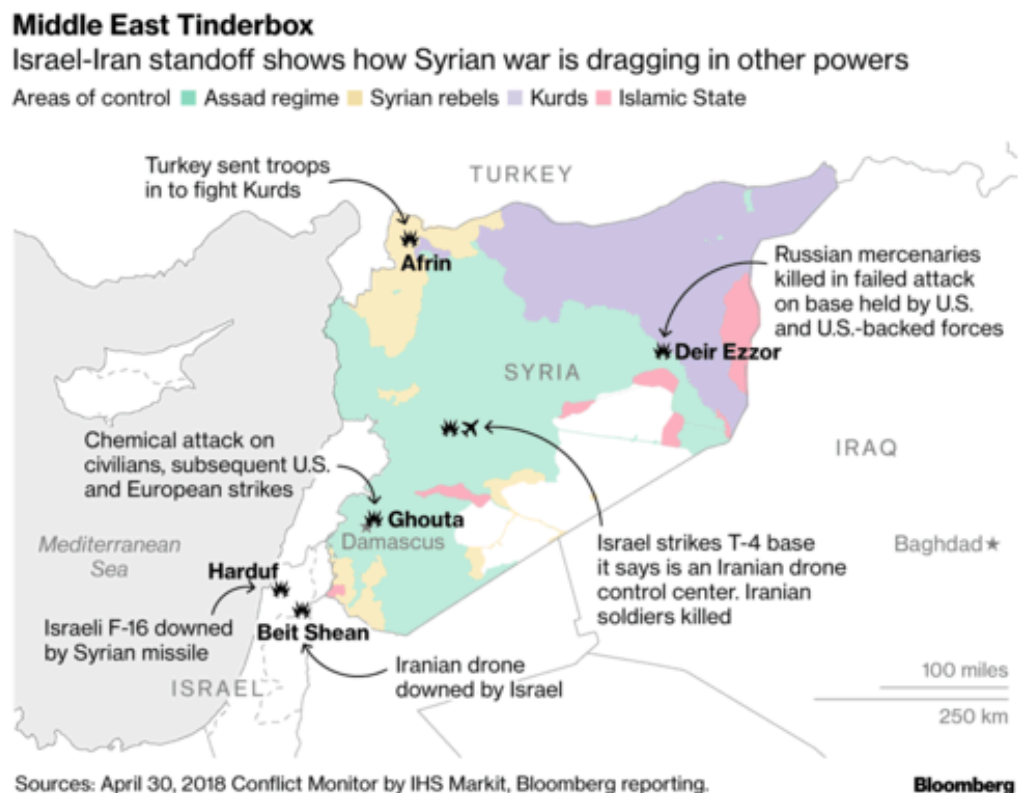 Middle East Tinderbox
Israel-Iran standoff shows how Syrian war is dragging in other powers
Areas of control Assad regime Syrian rebels Kurds Islamic State
Turkey sent troops
in to fight Kurds
TURKEY
Afrin
Russian mercenaries
killed in failed attack
on base held by U.S.
and U.S.-backed forces
Deir Ezzor
SYRIA
Chemical attack on
civilians, subsequent U.S.
and European strikes
IRAQ
Ghouta
Damascus
Mediterranean
Sea
Israel strikes T-4 base
it says is an Iranian drone
control center. Iranian
soldiers killed
Baghdad
Harduf
Israeli F-16 downed
by Syrian missile
Beit Shean
Iranian drone
downed by Israel
ISRAEL
100 miles
250 km
Sources: April 30, 2018 Conflict Monitor by IHS Markit, Bloomberg reporting.
Bloomberg